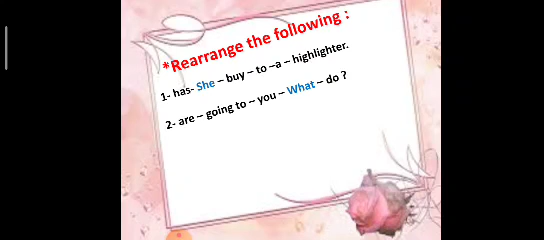 *Rearrange the following :
1- has- She – buy – to –a – highlighter.
2- are – going to – you – What – do ?